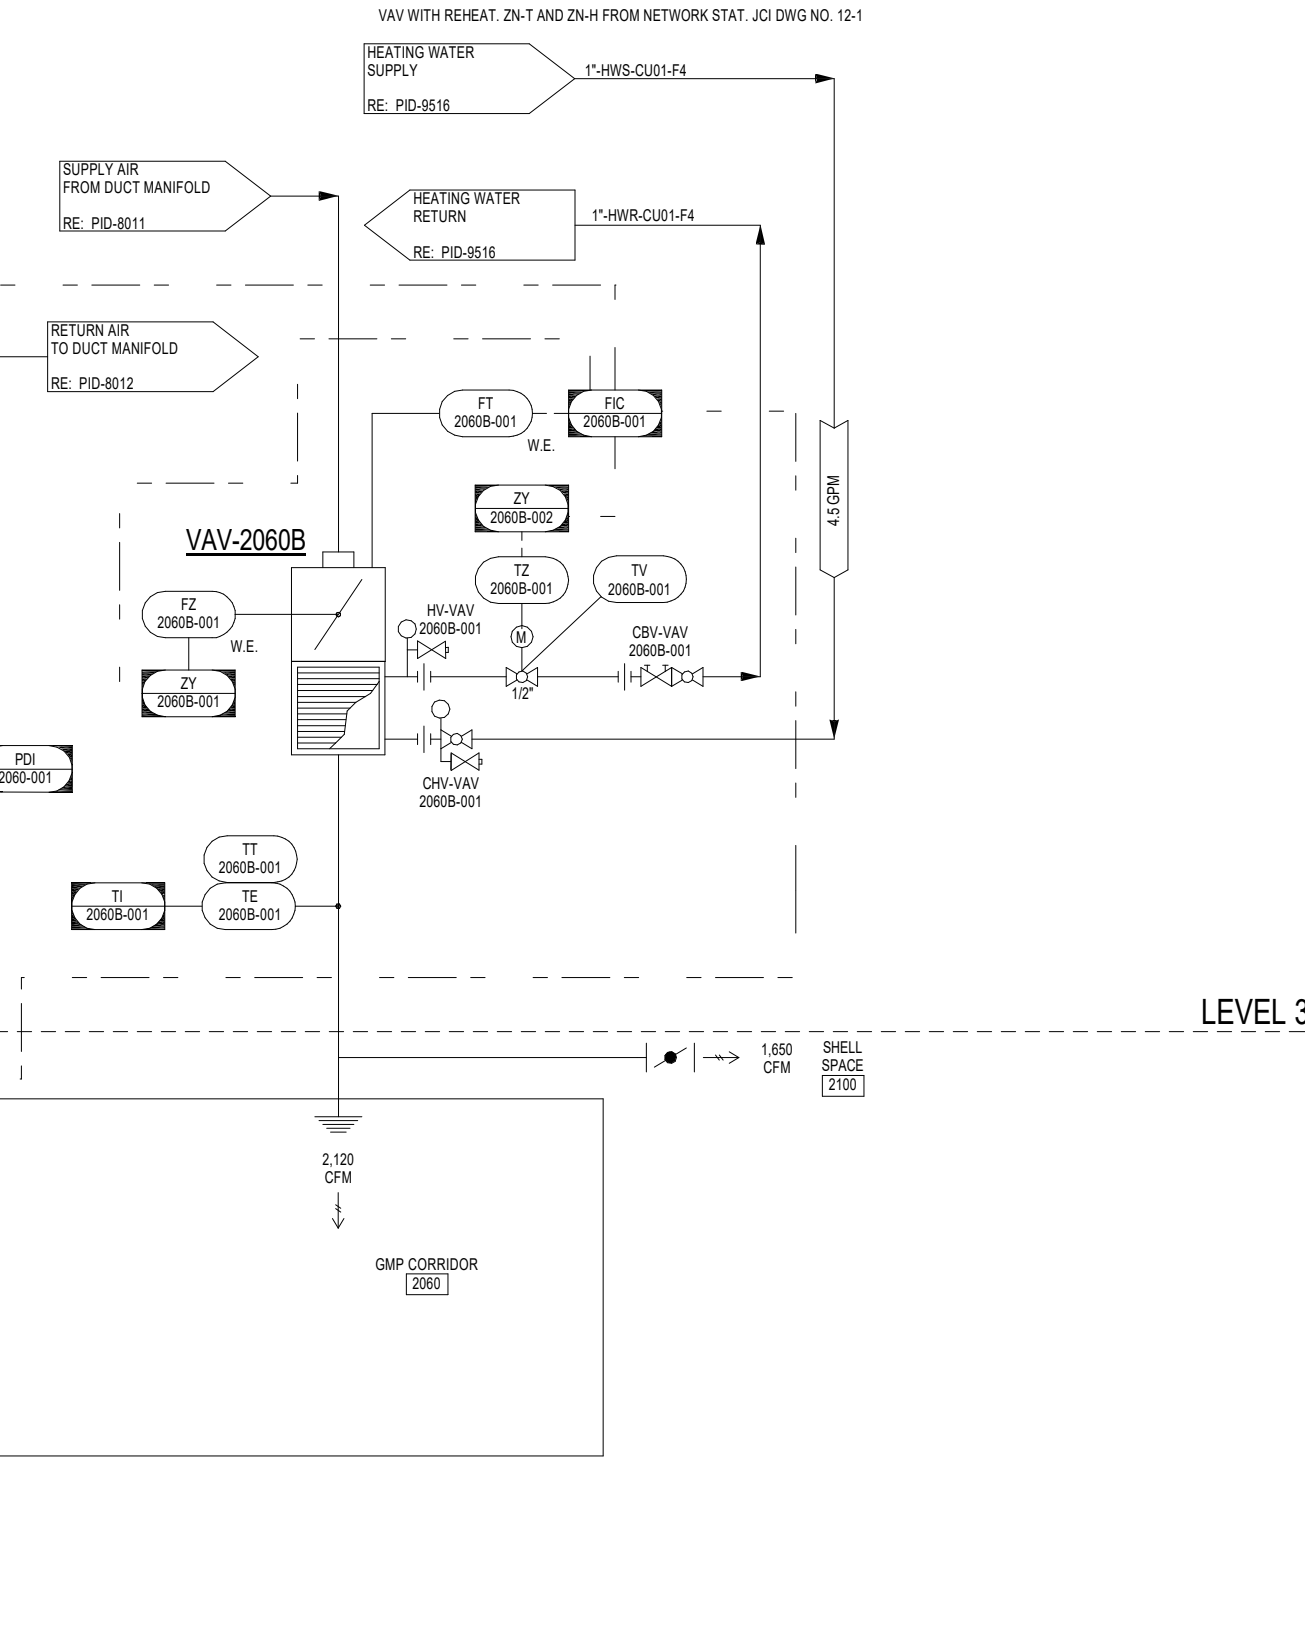 VAV WITH REHEAT. ZN-T AND ZN-H FROM NETWORK STAT. JCI DWG NO. 12-1
HEATING WATER
SUPPLY
RE: PID-9516
1"-HWS-CU01-F4
SUPPLY AIR
FROM DUCT MANIFOLD
RE: PID-8011
HEATING WATER
RETURN
RE: PID-9516
1"-HWR-CU01-F4
RETURN AIR
TO DUCT MANIFOLD
RE: PID-8012
FT
2060B-001
W.E.
FIC
2060B-001
4.5 GPM
ZY
2060B-002
VAV-2060B
TZ
2060B-001
TV
2060B-001
FZ
2060B-001
W.E.
HV-VAV
2060B-001
M
CBV-VAV
2060B-001
ZY
2060B-001
1/2"
PDI
2060-001
CHV-VAV
2060B-001
TT
2060B-001
TI
2060B-001
TE
2060B-001
LEVEL 3
1,650
CFM
SHELL
SPACE
2100
2,120
CFM
GMP CORRIDOR
2060